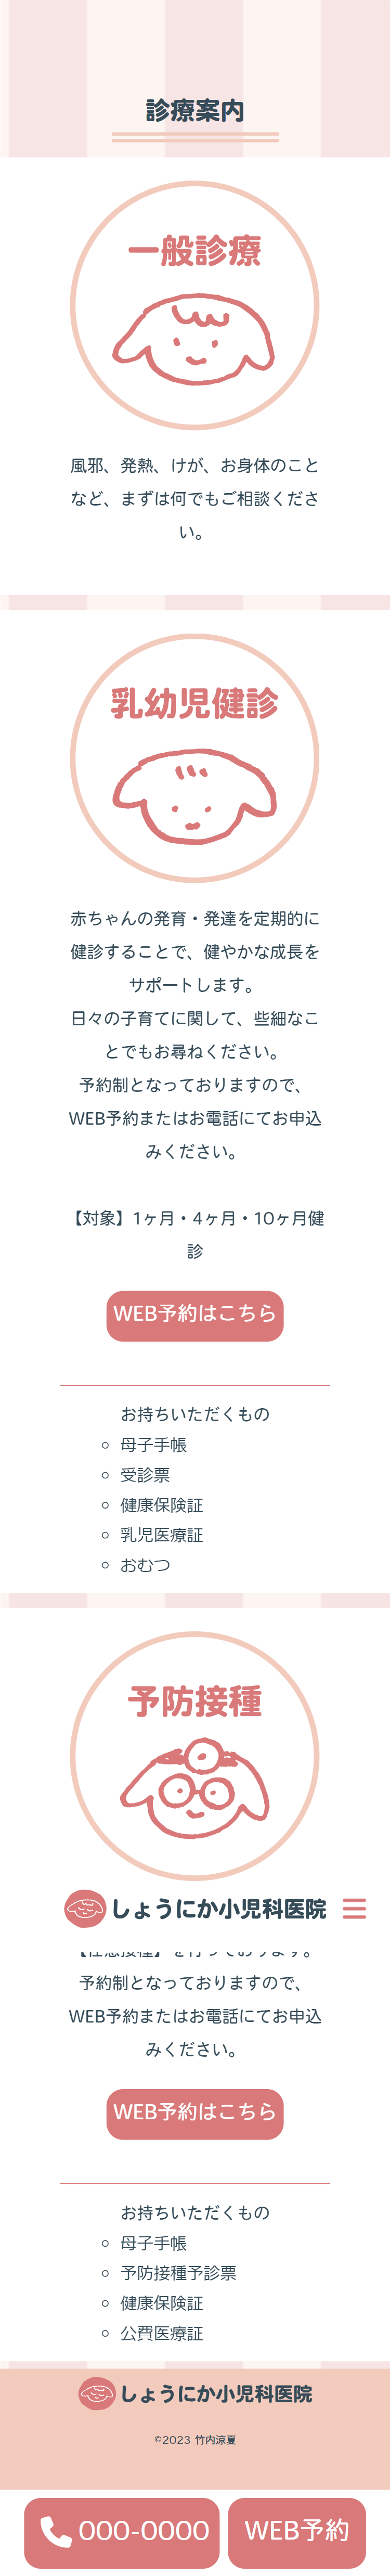 診療案内
一般診療
風邪、発熱、けが、お身体のこと
など、まずは何でもご相談くださ
い。
乳幼児健診
赤ちゃんの発育・発達を定期的に
健診することで、健やかな成長を
サポートします。
日々の子育てに関して、些細なこ
とでもお尋ねください。
予約制となっておりますので、
WEB予約またはお電話にてお申込
みください。
【対象】1ヶ月・4ヶ月・10ヶ月健
診
WEB予約はこちら
お持ちいただくもの
母子手帳
受診票
健康保険証
乳児医療証
おむつ
予防接種
しょうにか小児科医院
【任意接種】を行っております。
予約制となっておりますので、
WEB予約またはお電話にてお申込
みください。
WEB予約はこちら
お持ちいただくもの
母子手帳
予防接種予診票
健康保険証
公費医療証
しょうにか小児科医院
©2023 竹内涼夏
000-0000 WEB予約